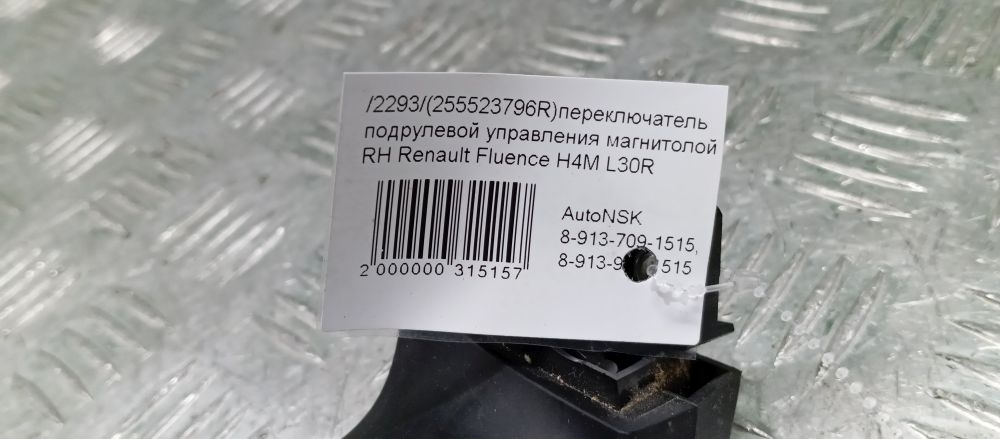 /2293/(255523796R)переключатель
подрулевой управления магнитолой
RH Renault Fluence H4M L30R
AutoNSK
8-913-709-1515,
8-913-9 1515
2 000000 315157